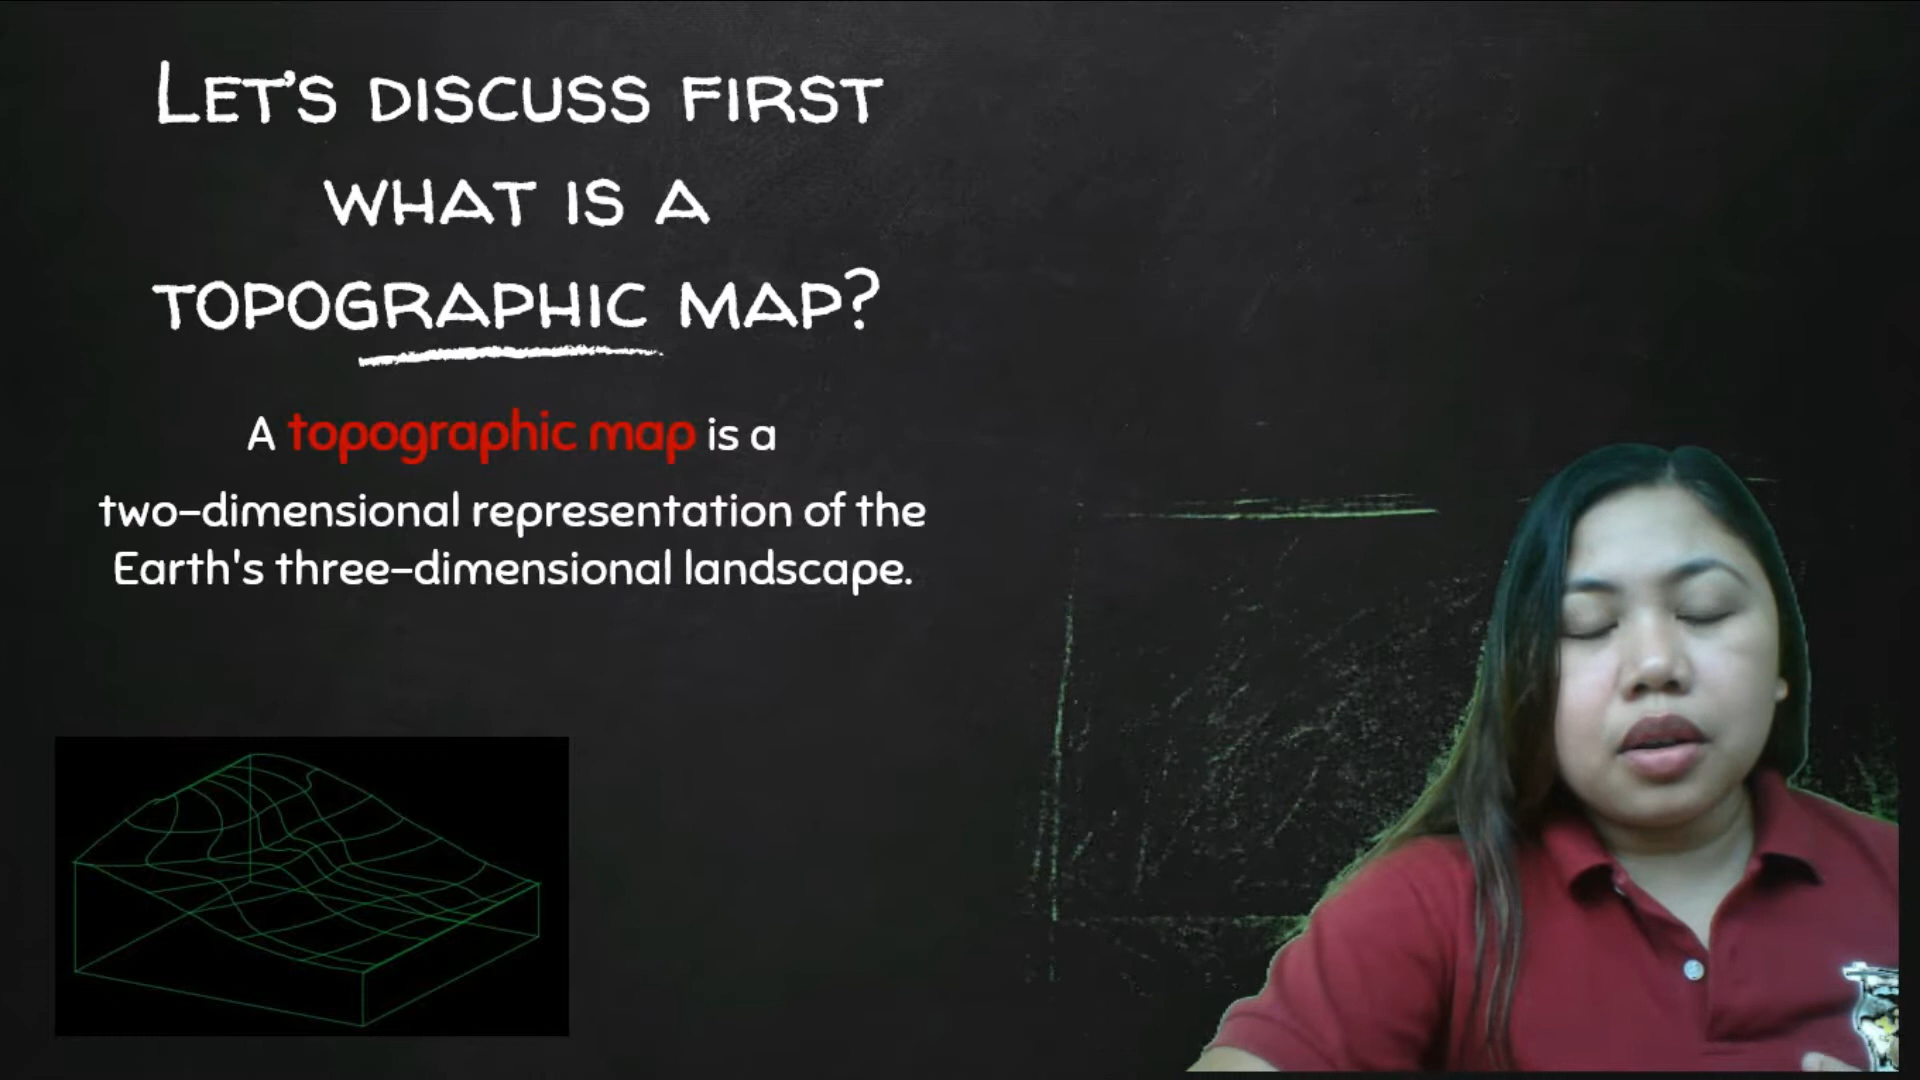 LET'S DISCUSS FIRST
WHAT IS A
TOPOGRAPHIC MAP?
A topographic map is a
two-dimensional representation of the
Earth's three-dimensional landscape.